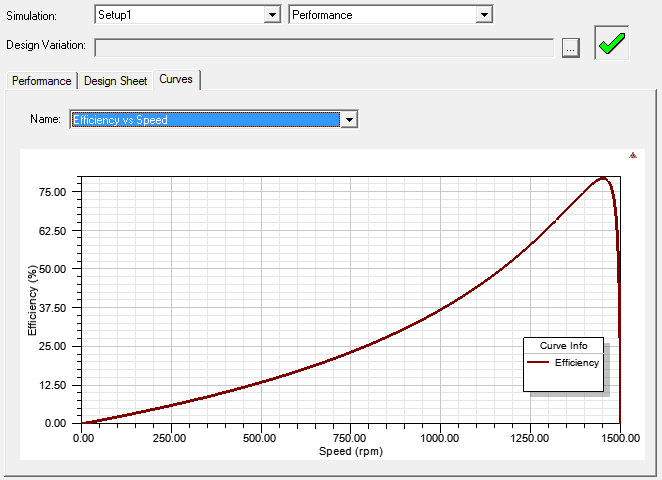 Simulation: Setup1 Performance
Design Variation: ...
Performance Design Sheet Curves
Name: Efficiency vs Speed
75.00
62.50
50.00
37.50
25.00
12.50
0.00
Efficiency (%)
Curve Info
Efficiency
0.00 250.00 500.00 750.00 1000.00 1250.00 1500.00
Speed (rpm)